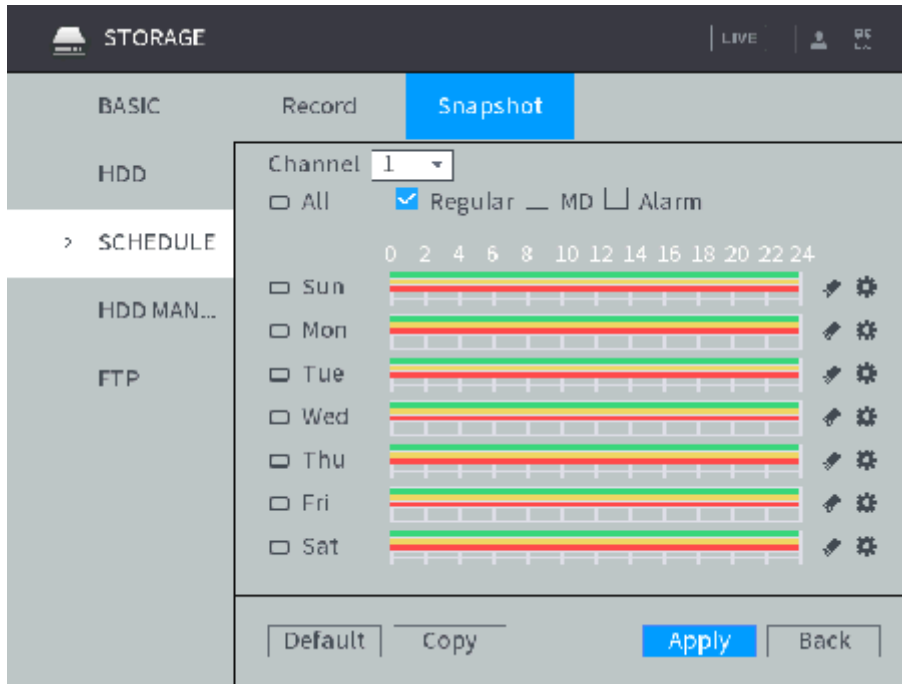 STORAGE LIVE
BASIC Record Snapshot
HDD Channel 1
All Regular MD Alarm
SCHEDULE
0 2 4 6 8 10 12 14 16 18 20 22 24
Sun
HDD MAN...
Mon
FTP
Tue
Wed
Thu
Fri
Sat
Default Copy Apply Back